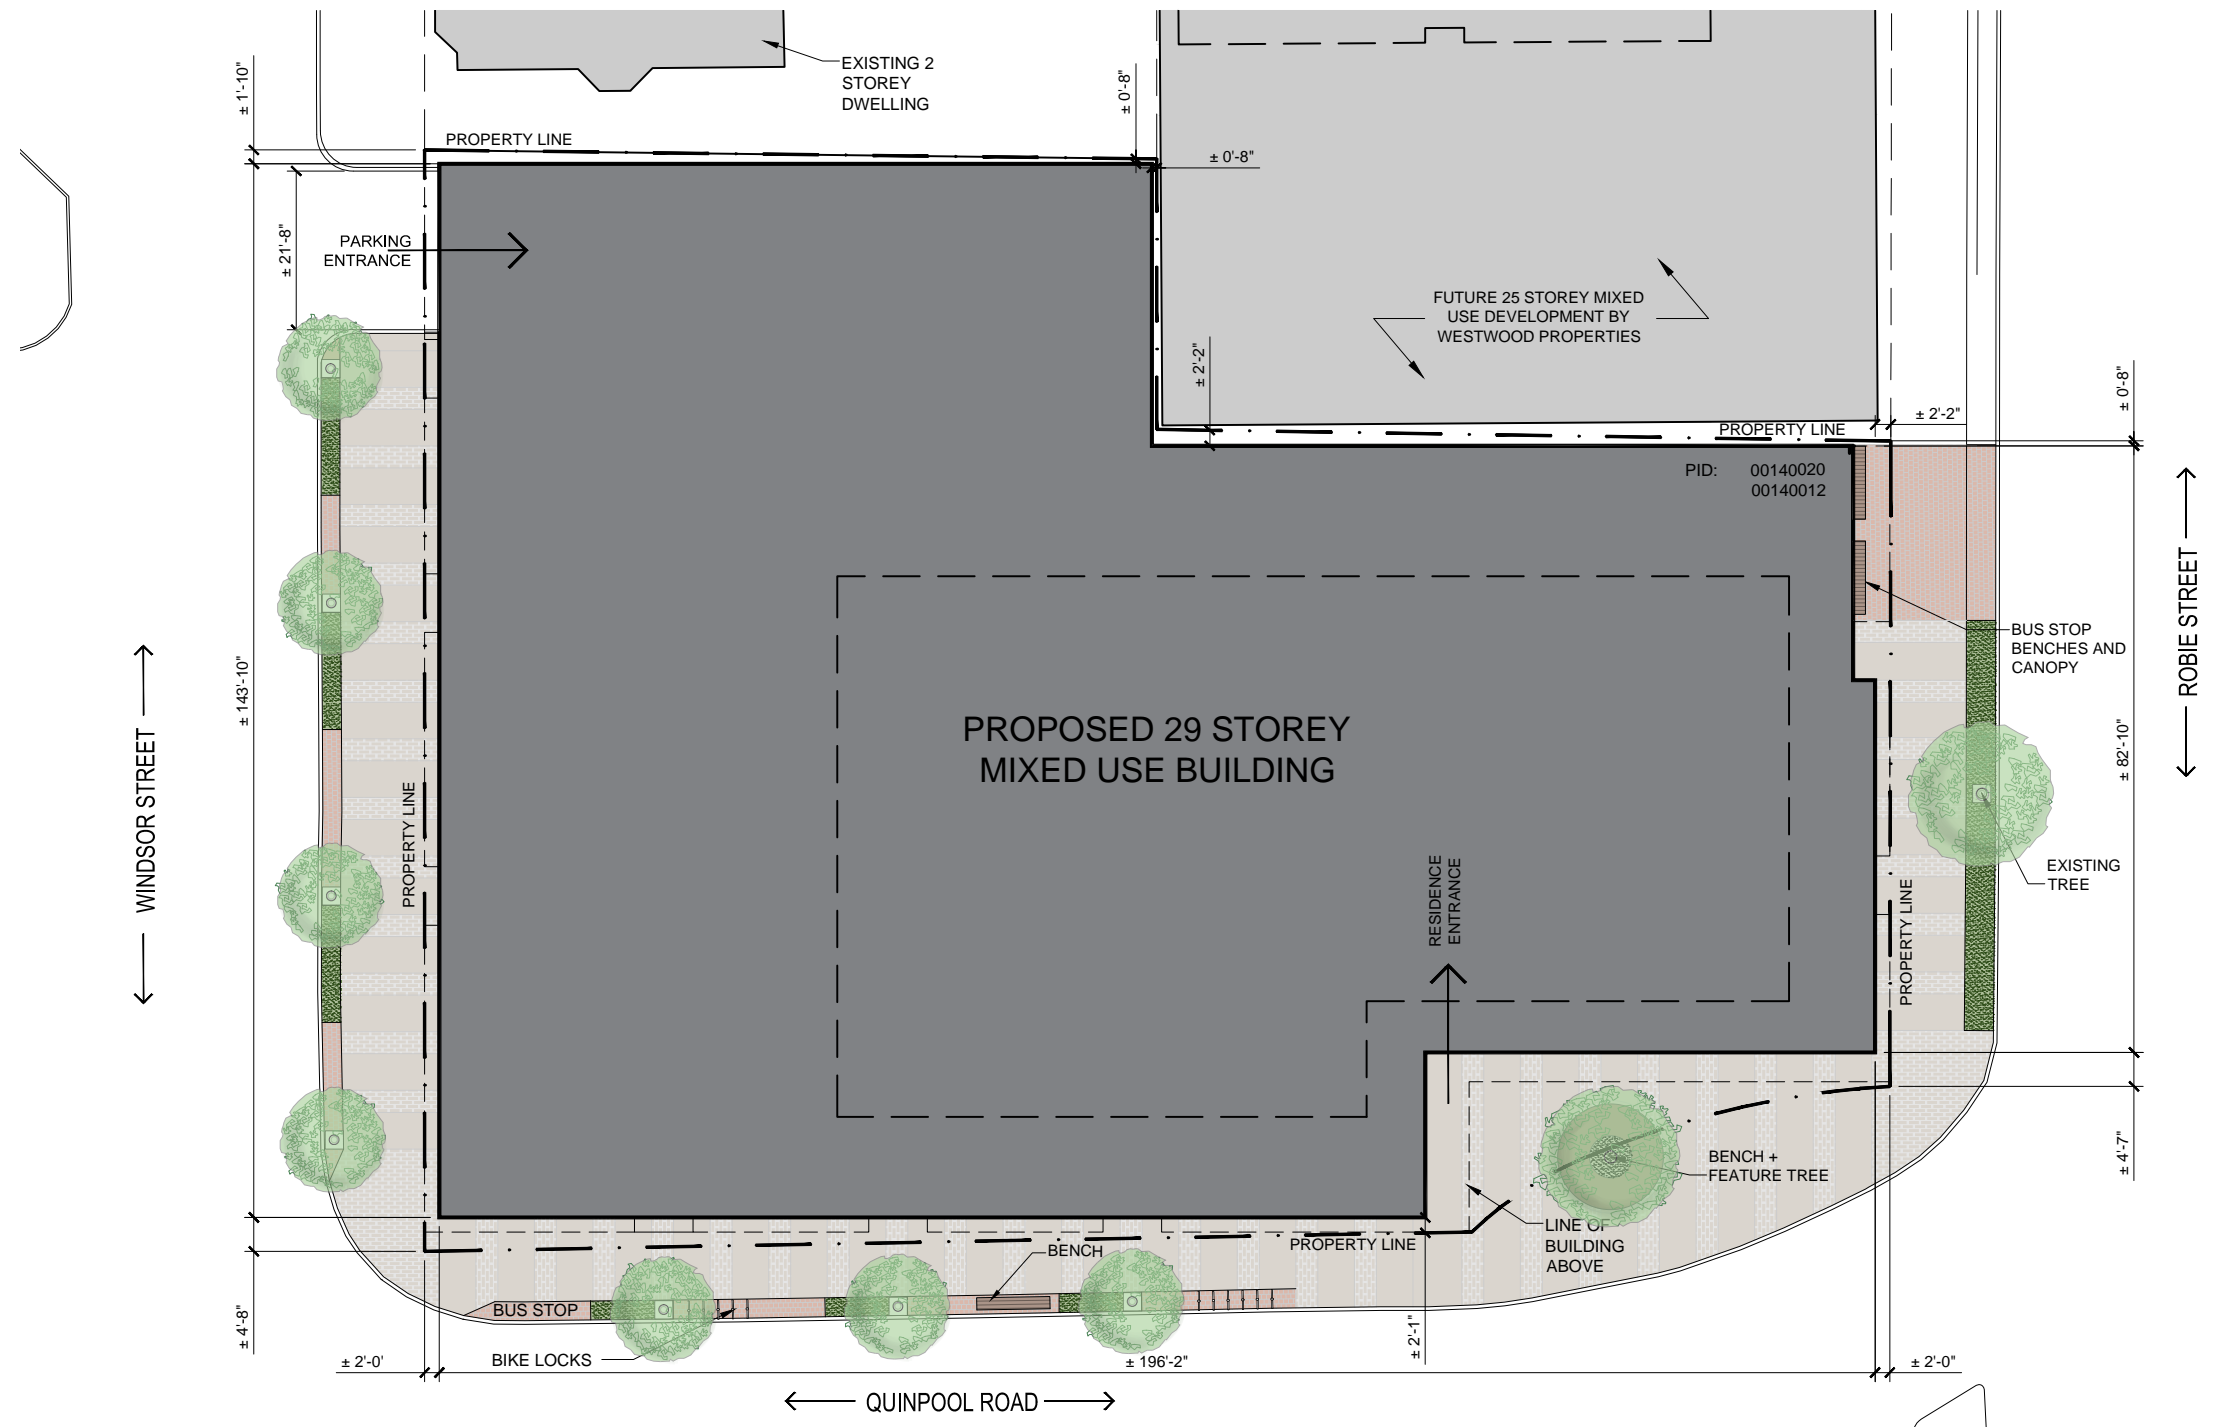 ± 1'-10"
EXISTING 2
STOREY
DWELLING
± 0'-8"
PROPERTY LINE
± 0'-8"
± 21'-8"
PARKING
ENTRANCE
FUTURE 25 STOREY MIXED
USE DEVELOPMENT BY
WESTWOOD PROPERTIES
± 2'-2"
± 0'-8"
± 2'-2"
PROPERTY LINE
PID: 00140020
00140012
BUS STOP
BENCHES AND
CANOPY
ROBIE STREET
± 143'-10"
± 82'-10"
WINDSOR STREET
PROPERTY LINE
PROPOSED 29 STOREY
MIXED USE BUILDING
RESIDENCE
ENTRANCE
EXISTING
TREE
PROPERTY LINE
BENCH +
FEATURE TREE
± 4'-7"
LINE OF
BUILDING
ABOVE
PROPERTY LINE
BENCH
BUS STOP
± 4'-8"
± 2'-1"
BIKE LOCKS
± 2'-0'
± 196'-2"
± 2'-0"
QUINPOOL ROAD